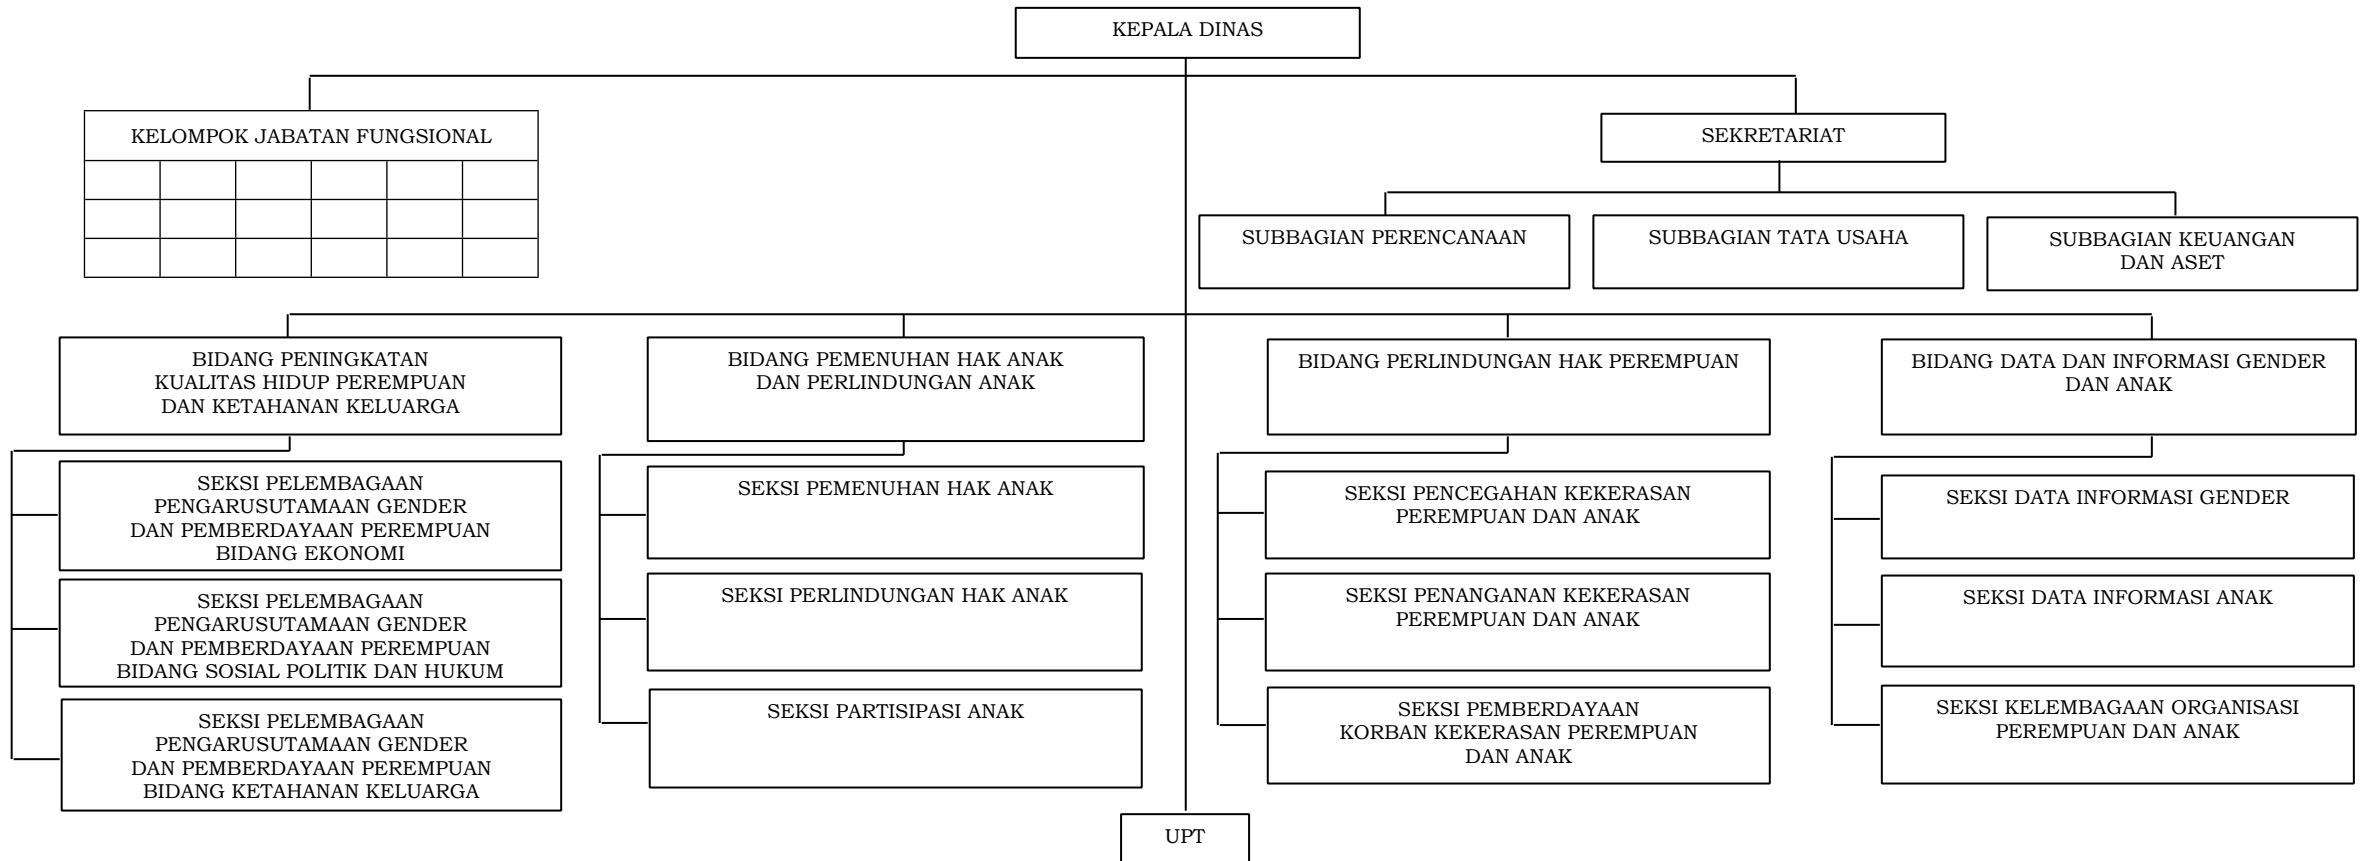 KEPALA DINAS
KELOMPOK JABATAN FUNGSIONAL
SEKRETARIAT
SUBBAGIAN PERENCANAAN
SUBBAGIAN TATA USAHA
SUBBAGIAN KEUANGAN
DAN ASET
BIDANG PENINGKATAN
KUALITAS HIDUP PEREMPUAN
DAN KETAHANAN KELUARGA
BIDANG PEMENUHAN HAK ANAK
DAN PERLINDUNGAN ANAK
BIDANG PERLINDUNGAN HAK PEREMPUAN
BIDANG DATA DAN INFORMASI GENDER
DAN ANAK
SEKSI PELEMBAGAAN
PENGARUSUTAMAAN GENDER
DAN PEMBERDAYAAN PEREMPUAN
BIDANG EKONOMI
SEKSI PEMENUHAN HAK ANAK
SEKSI PENCEGAHAN KEKERASAN
PEREMPUAN DAN ANAK
SEKSI DATA INFORMASI GENDER
SEKSI PELEMBAGAAN
PENGARUSUTAMAAN GENDER
DAN PEMBERDAYAAN PEREMPUAN
BIDANG SOSIAL POLITIK DAN HUKUM
SEKSI PERLINDUNGAN HAK ANAK
SEKSI PENANGANAN KEKERASAN
PEREMPUAN DAN ANAK
SEKSI DATA INFORMASI ANAK
SEKSI PELEMBAGAAN
PENGARUSUTAMAAN GENDER
DAN PEMBERDAYAAN PEREMPUAN
BIDANG KETAHANAN KELUARGA
SEKSI PARTISIPASI ANAK
SEKSI PEMBERDAYAAN
KORBAN KEKERASAN PEREMPUAN
DAN ANAK
SEKSI KELEMBAGAAN ORGANISASI
PEREMPUAN DAN ANAK
UPT